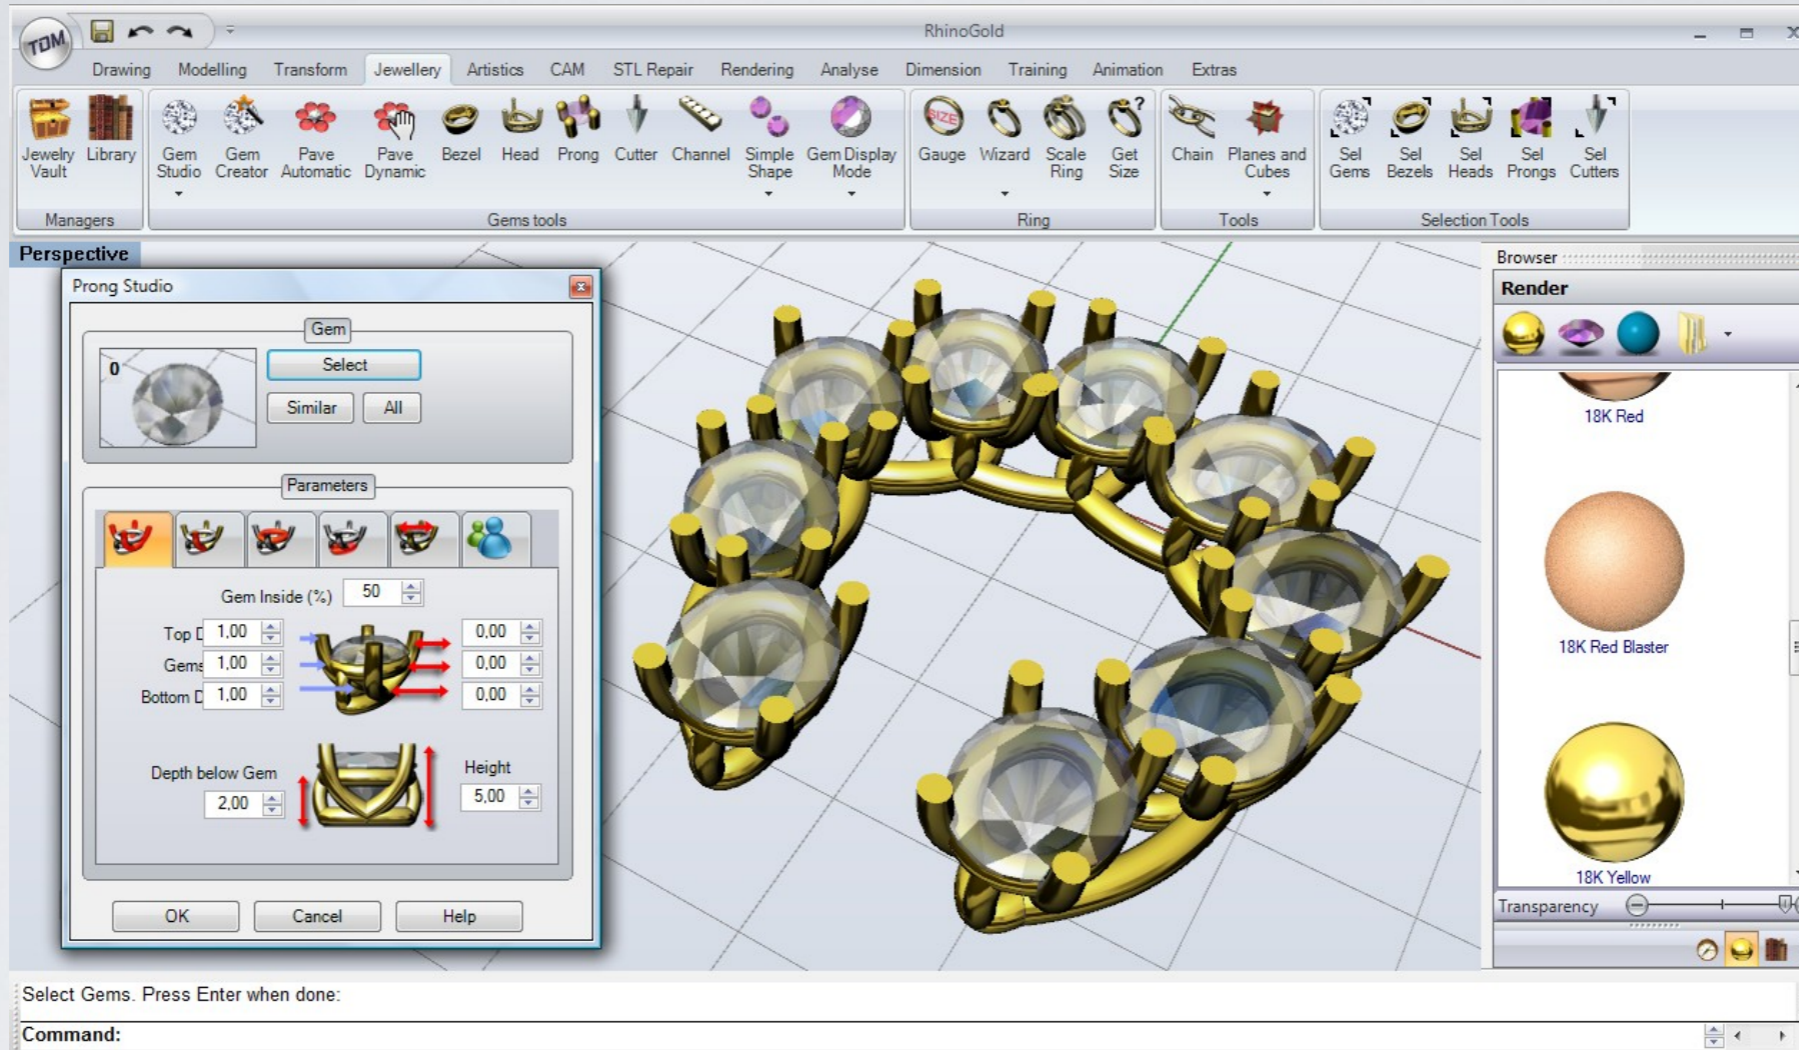 TDM
RhinoGold
Drawing Modelling Transform Jewellery Artistics CAM STL Repair Rendering Analyse Dimension Training Animation Extras
Jewelry Vault
Library
Gem Studio
Gem Creator
Pave Automatic
Pave Dynamic
Bezel
Head
Prong
Cutter
Channel
Simple Shape
Gem Display Mode
SIZE
Gauge
Wizard
Scale Ring
?
Get Size
Chain
Planes and Cubes
Sel Gems
Sel Bezels
Sel Heads
Sel Prongs
Sel Cutters
Managers
Gems tools
Ring
Tools
Selection Tools
Perspective
Prong Studio
Gem
0
Select
Similar
All
Parameters
Gem Inside (%) 50
Top D 1,00 0,00
Gems 1,00 0,00
Bottom D 1,00 0,00
Depth below Gem
2,00
Height
5,00
OK
Cancel
Help
Browser
Render
18K Red
18K Red Blaster
18K Yellow
Transparency
Select Gems. Press Enter when done:
Command: